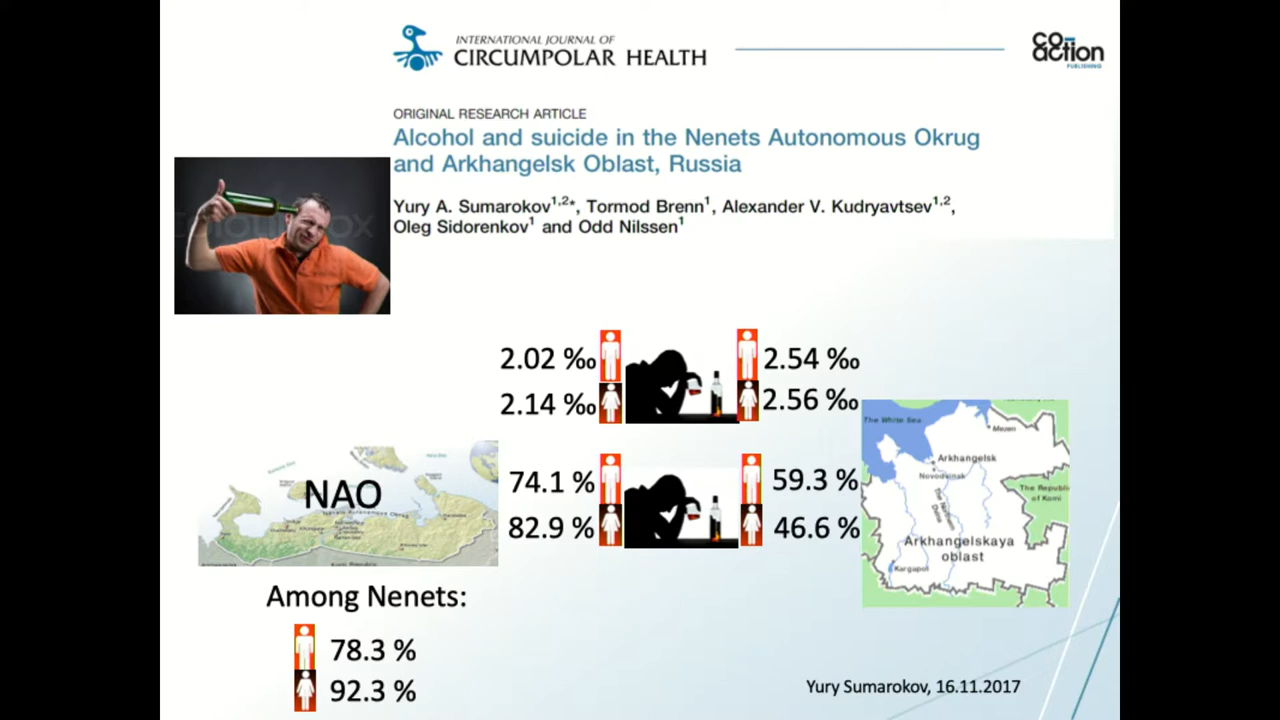 INTERNATIONAL JOURNAL OF
CIRCUMPOLAR HEALTH
co-action
PUBLISHING
ORIGINAL RESEARCH ARTICLE
Alcohol and suicide in the Nenets Autonomous Okrug
and Arkhangelsk Oblast, Russia
Yury A. Sumarokov1,2*, Tormod Brenn1, Alexander V. Kudryavtsev1,2,
Oleg Sidorenkov1 and Odd Nilssen1
2.02 ‰
2.54 ‰
2.14 ‰
2.56 ‰
74.1 %
59.3 %
82.9 %
46.6 %
NAO
The White Sea
Mezen
Arkhangelsk
Novodvinsk
The Republic
of Komi
Arkhangelskaya
oblast
Kargapol
Among Nenets:
78.3 %
92.3 %
Yury Sumarokov, 16.11.2017